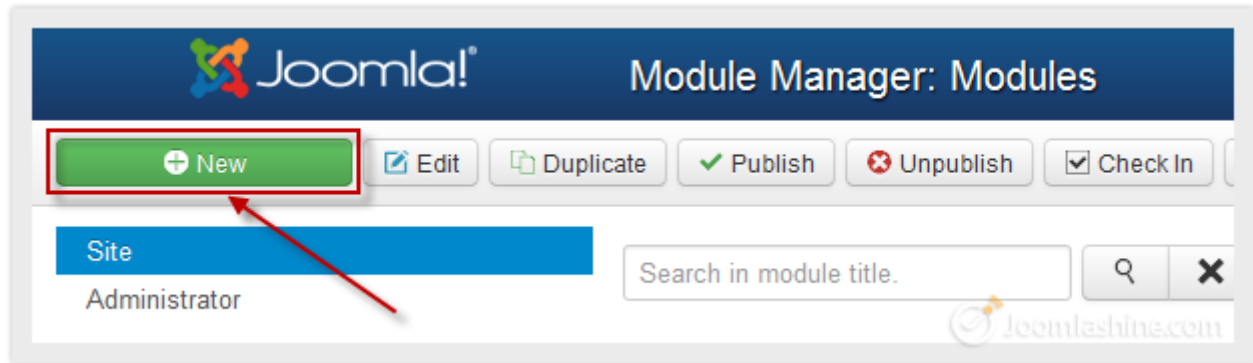 Joomla!®
Module Manager: Modules
New Edit Duplicate Publish Unpublish Check In
Site
Administrator
Search in module title.
Joomlashine.com